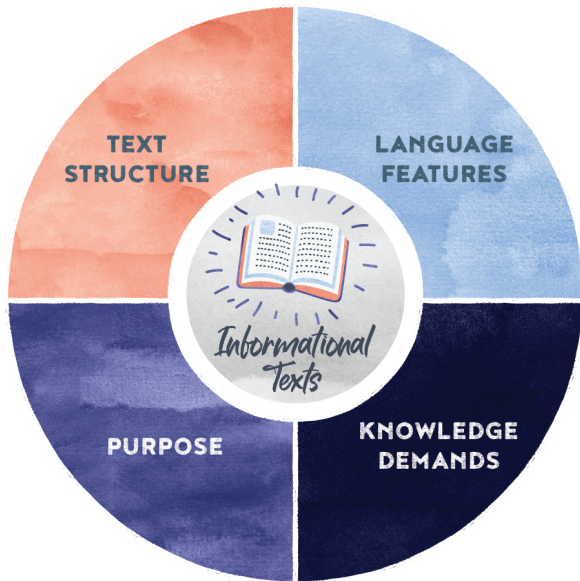 TEXT
STRUCTURE
LANGUAGE
FEATURES
Informational
Texts
PURPOSE
KNOWLEDGE
DEMANDS